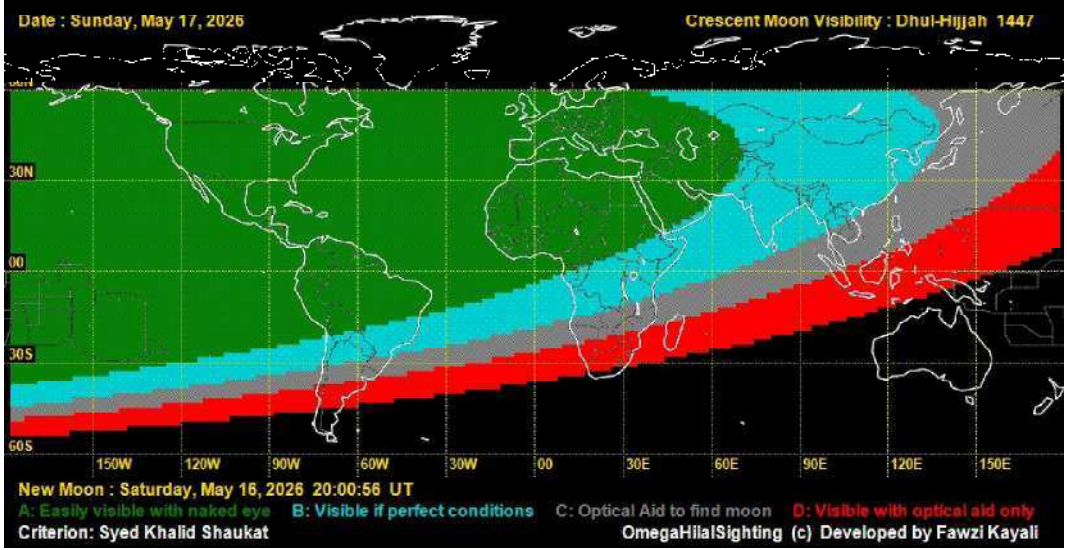 Date : Sunday, May 17, 2026
Crescent Moon Visibility : Dhul-Hijjah 1447
30N
00
30S
60S
150W 120W 90W 60W 30W 00 30E 60E 90E 120E 150E
New Moon : Saturday, May 16, 2026 20:00:56 UT
A: Easily visible with naked eye B: Visible if perfect conditions C: Optical Aid to find moon D: Visible with optical aid only
Criterion: Syed Khalid Shaukat OmegaHilalSighting (c) Developed by Fawzi Kayali